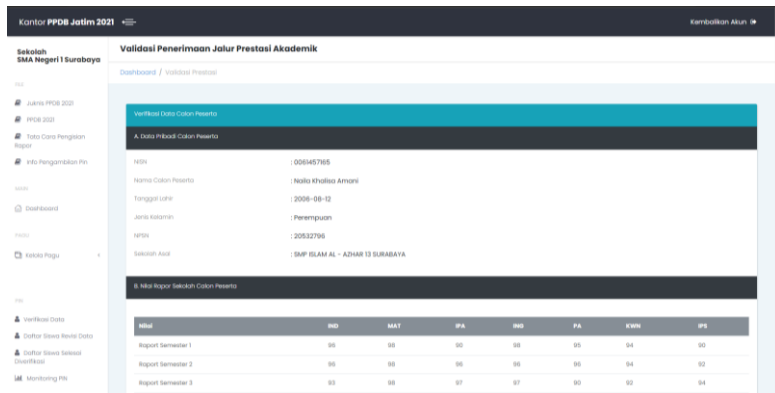 Kantor PPDB Jatim 2021
Kembalikan Akun
Sekolah
SMA Negeri 1 Surabaya
Validasi Penerimaan Jalur Prestasi Akademik
Dashboard / Validasi Prestasi
Juknis PPDB 2021
PPDB 2021
Tata Cara Pengisian
Rapor
Info Pengambilan Pin
Dashboard
Kelola Pagu
Verifikasi Data
Daftar Siswa Revisi Data
Daftar Siswa Selesai
Diverifikasi
Monitoring PIN
Verifikasi Data Calon Peserta
A. Data Pribadi Calon Peserta
NISN : 0061457165
Nama Calon Peserta : Naila Khalisa Amani
Tanggal Lahir : 2006-08-12
Jenis Kelamin : Perempuan
NPSN : 20532796
Sekolah Asal : SMP ISLAM AL - AZHAR 13 SURABAYA
B. Nilai Rapor Sekolah Calon Peserta
Nilai IND MAT IPA ING PA KWN IPS
Raport Semester 1 96 98 90 98 95 94 90
Raport Semester 2 96 98 96 96 96 94 92
Raport Semester 3 93 98 97 97 90 92 94